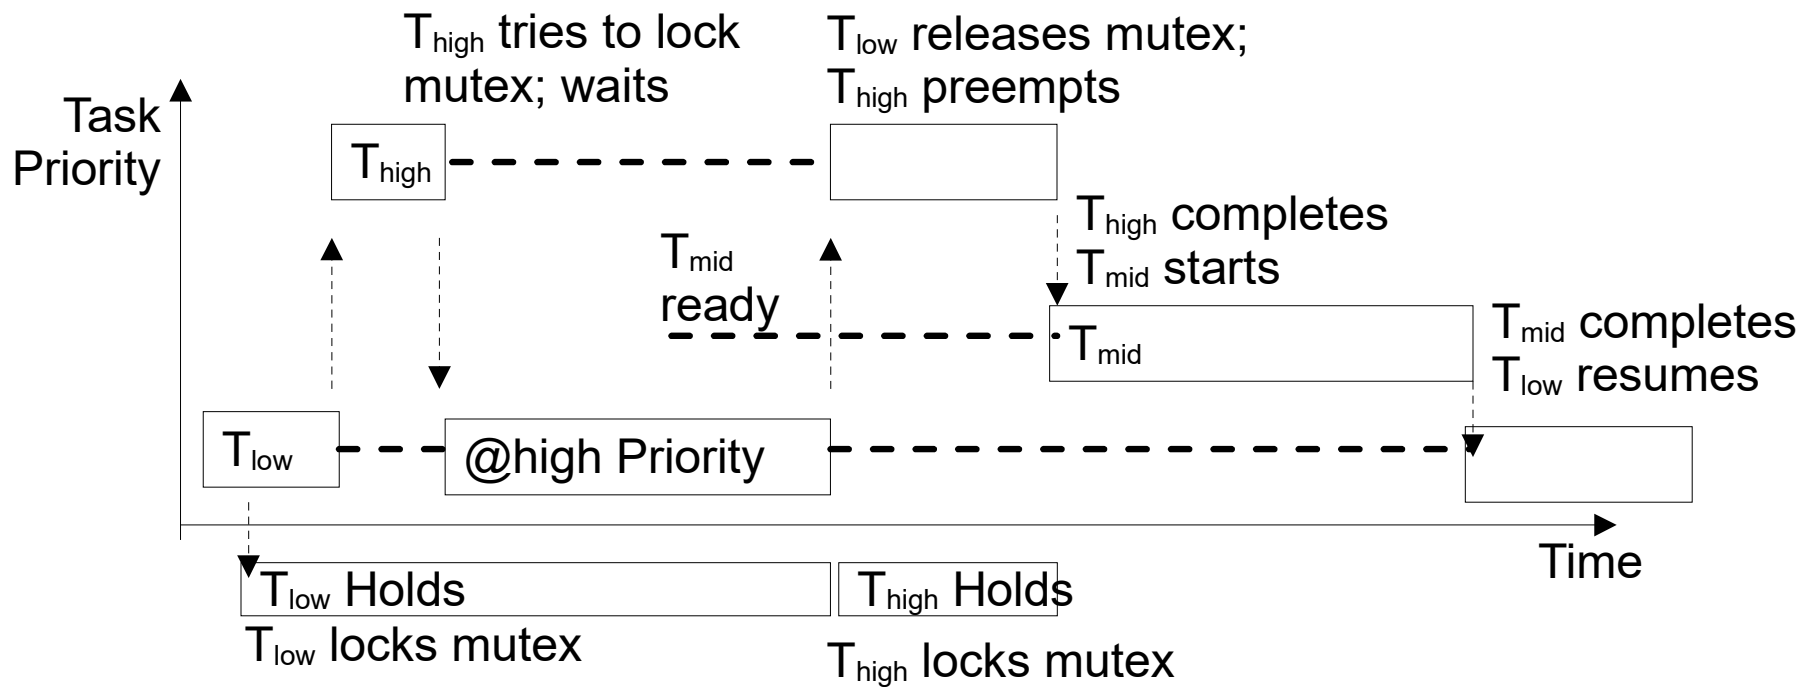 Thigh tries to lock
mutex; waits
Tlow releases mutex;
Thigh preempts
Task
Priority
Thigh
Thigh completes
Tmid starts
Tmid
ready
Tmid
Tmid completes
Tlow resumes
Tlow
@high Priority
Time
Tlow Holds
Thigh Holds
Tlow locks mutex
Thigh locks mutex